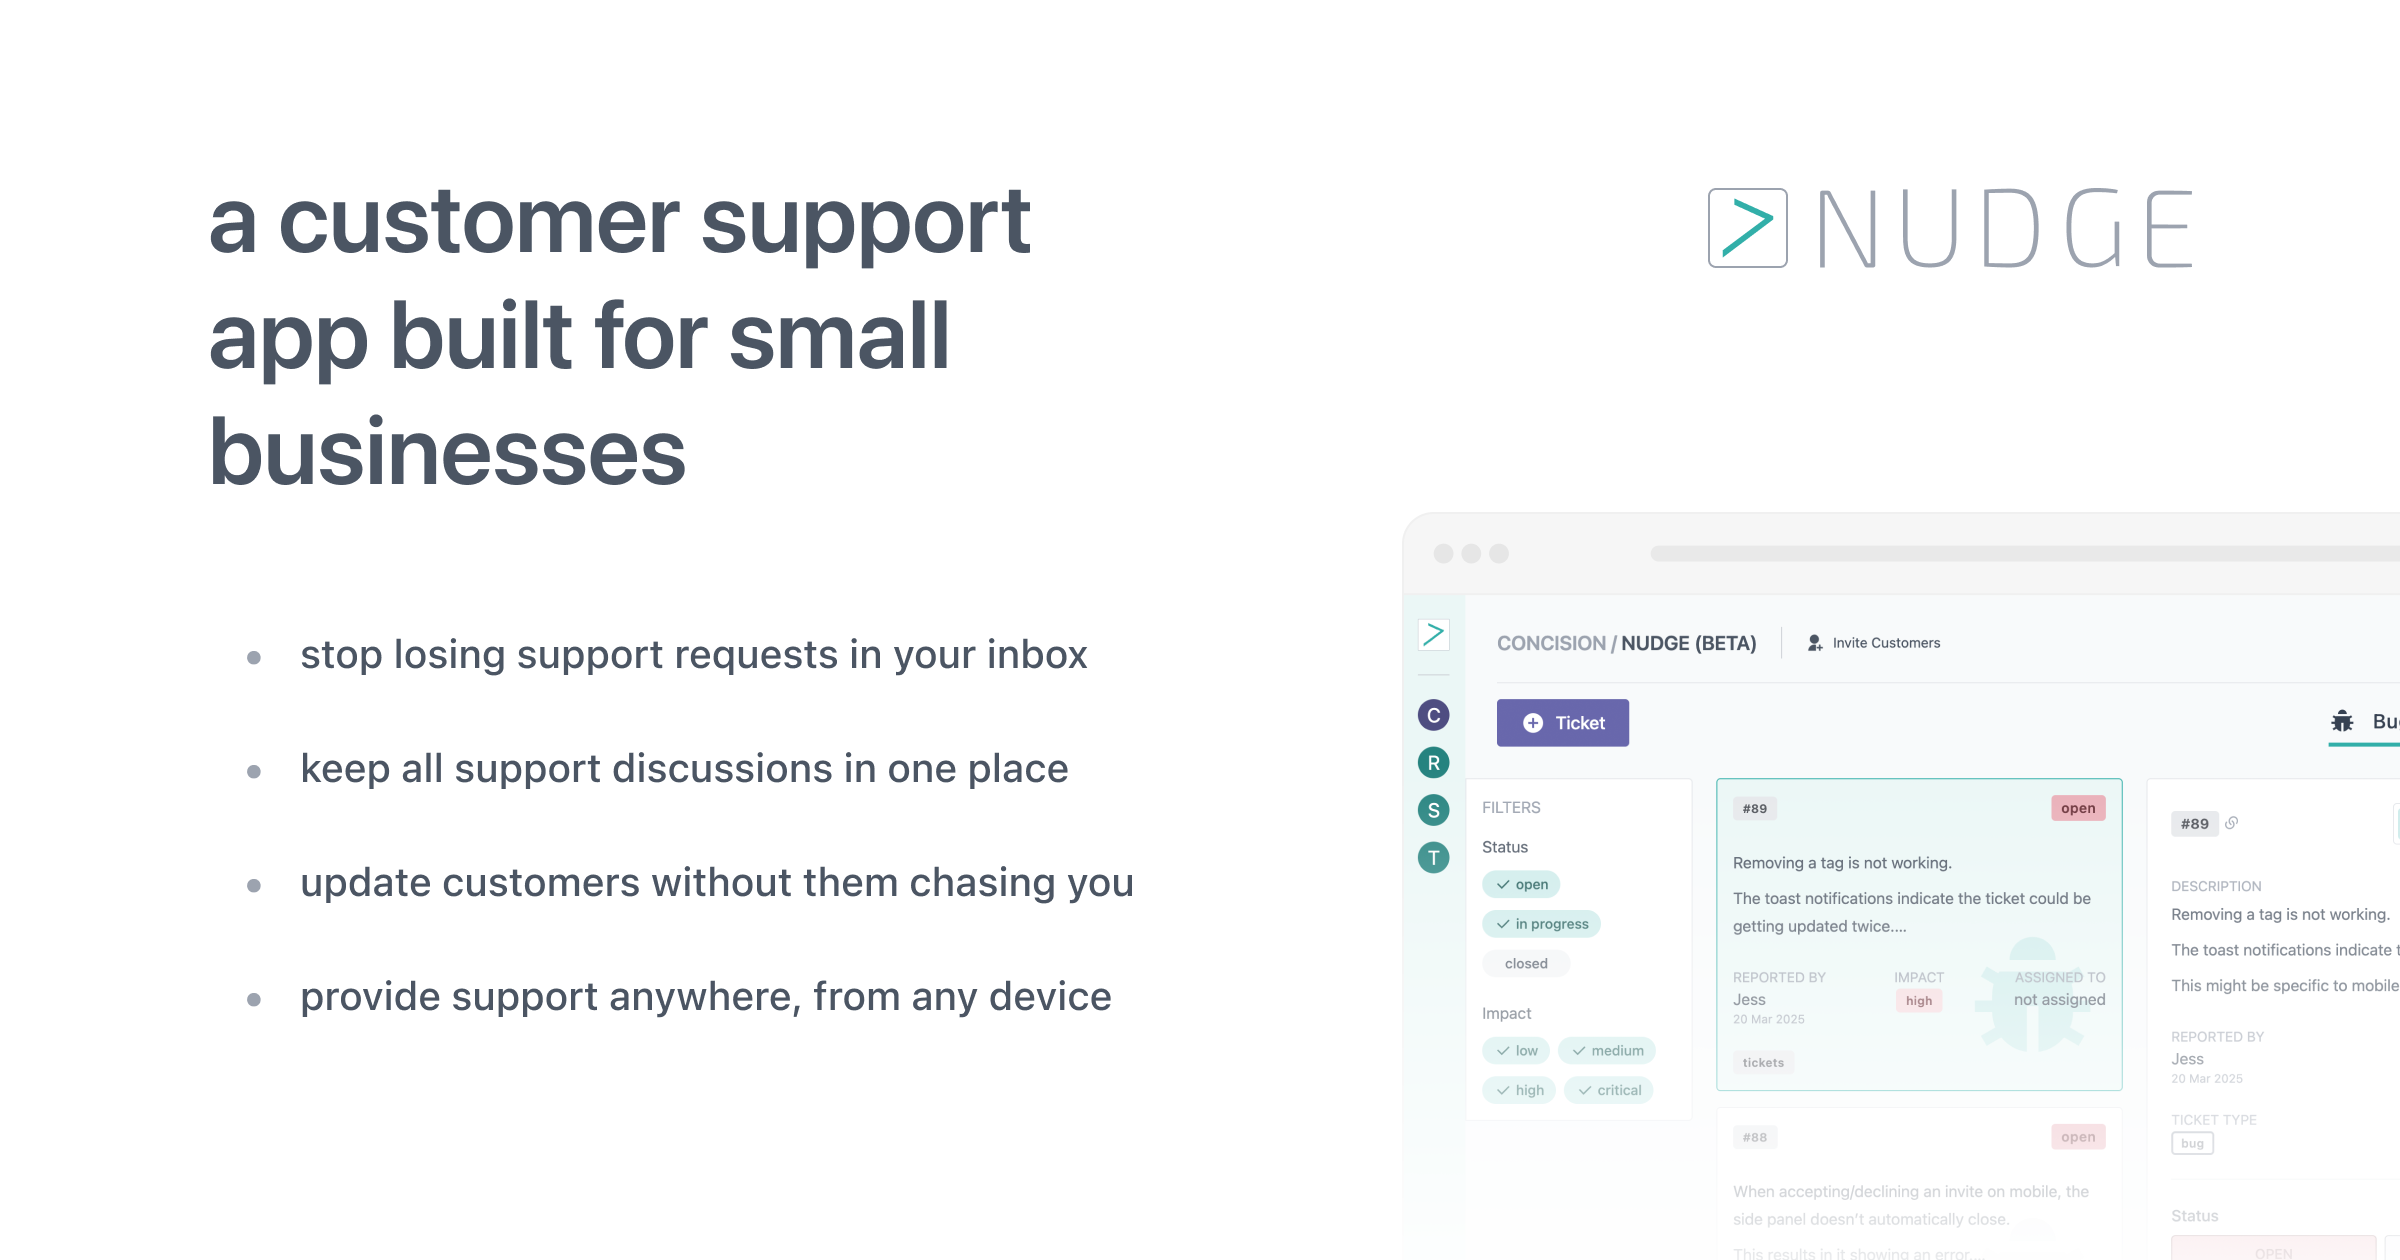 a customer support
app built for small
businesses
stop losing support requests in your inbox
keep all support discussions in one place
update customers without them chasing you
provide support anywhere, from any device
NUDGE
CONCISION / NUDGE (BETA)
Invite Customers
Ticket
C
R
S
T
FILTERS
Status
open
in progress
closed
Impact
low medium
high critical
#89 open
Removing a tag is not working.
The toast notifications indicate the ticket could be
getting updated twice....
REPORTED BY IMPACT ASSIGNED TO
Jess high not assigned
20 Mar 2025
tickets
#88 open
When accepting/declining an invite on mobile, the
side panel doesn't automatically close.
This results in it showing an error....
#89
DESCRIPTION
Removing a tag is not working.
The toast notifications indicate
This might be specific to mobile
REPORTED BY
Jess
20 Mar 2025
TICKET TYPE
bug
Status
OPEN